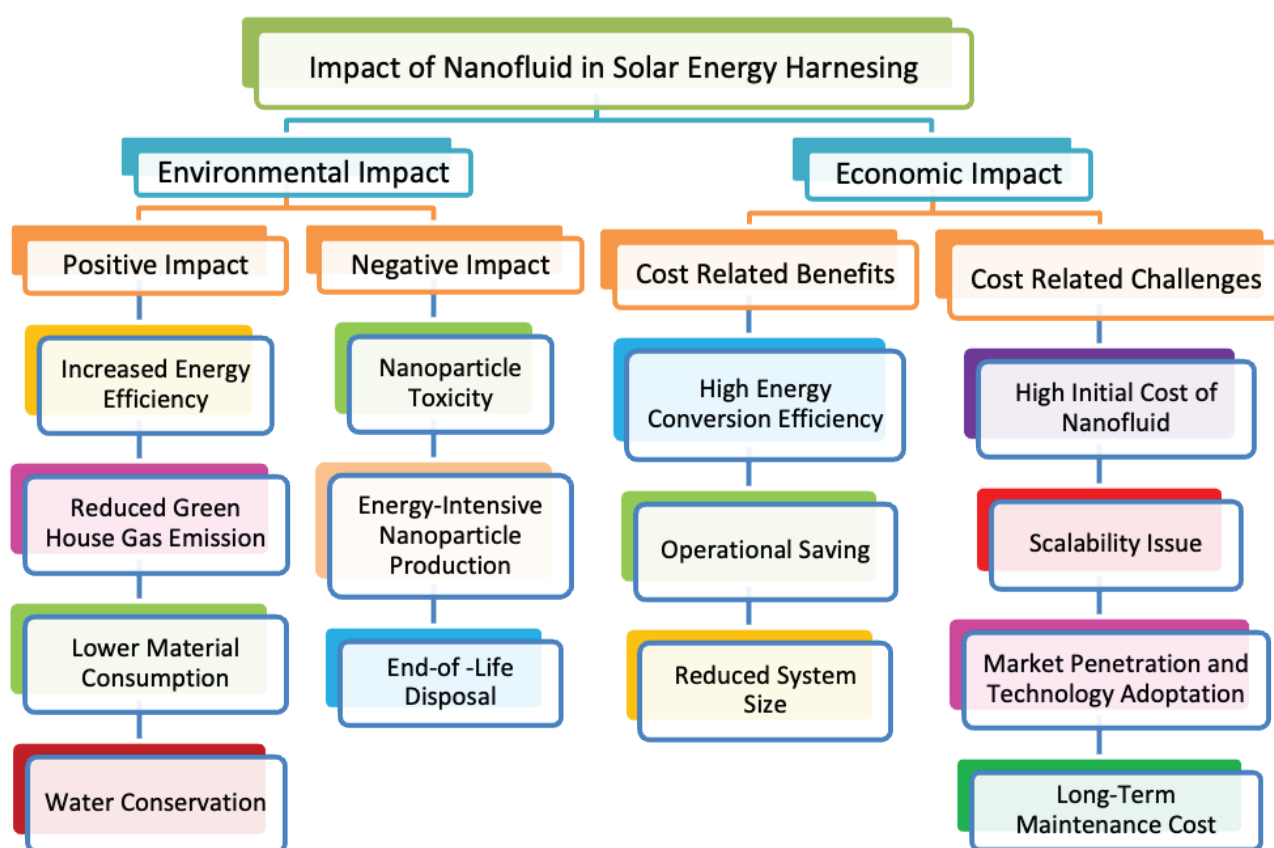 Impact of Nanofluid in Solar Energy Harnesing
Environmental Impact
Economic Impact
Positive Impact
Negative Impact
Cost Related Benefits
Cost Related Challenges
Increased Energy
Efficiency
Reduced Green
House Gas Emission
Lower Material
Consumption
Water Conservation
Nanoparticle
Toxicity
Energy-Intensive
Nanoparticle
Production
End-of -Life
Disposal
High Energy
Conversion Efficiency
Operational Saving
Reduced System
Size
High Initial Cost of
Nanofluid
Scalability Issue
Market Penetration and
Technology Adoptation
Long-Term
Maintenance Cost